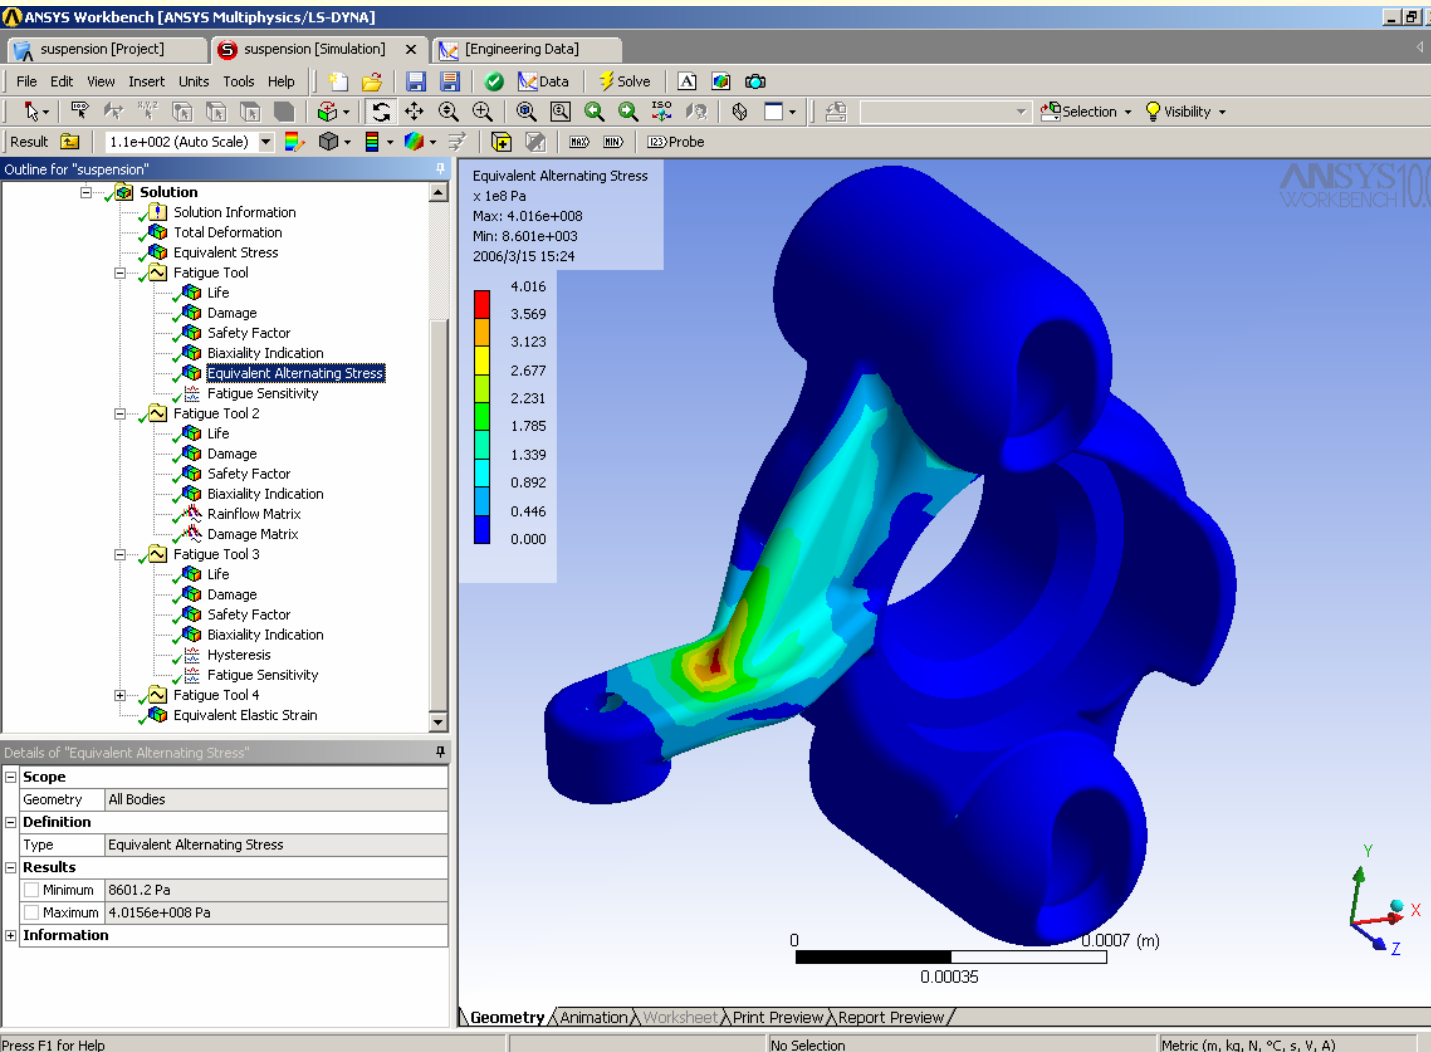 ANSYS Workbench [ANSYS Multiphysics/LS-DYNA]
suspension [Project]
suspension [Simulation]
[Engineering Data]
File Edit View Insert Units Tools Help
Data
Solve
A
X,Y,Z
ISO
Selection
Visibility
Result
1.1e+002 (Auto Scale)
MAX
MIN
123
Probe
Outline for "suspension"
Solution
Solution Information
Total Deformation
Equivalent Stress
Fatigue Tool
Life
Damage
Safety Factor
Biaxiality Indication
Equivalent Alternating Stress
Fatigue Sensitivity
Fatigue Tool 2
Life
Damage
Safety Factor
Biaxiality Indication
Rainflow Matrix
Damage Matrix
Fatigue Tool 3
Life
Damage
Safety Factor
Biaxiality Indication
Hysteresis
Fatigue Sensitivity
Fatigue Tool 4
Equivalent Elastic Strain
Details of "Equivalent Alternating Stress"
Scope
Geometry All Bodies
Definition
Type Equivalent Alternating Stress
Results
Minimum 8601.2 Pa
Maximum 4.0156e+008 Pa
Information
Equivalent Alternating Stress
x 1e8 Pa
Max: 4.016e+008
Min: 8.601e+003
2006/3/15 15:24
4.016
3.569
3.123
2.677
2.231
1.785
1.339
0.892
0.446
0.000
ANSYS 10.0
WORKBENCH
Y
X
Z
0
0.0007 (m)
0.00035
Geometry Animation Worksheet Print Preview Report Preview
Press F1 for Help
No Selection
Metric (m, kg, N, °C, s, V, A)